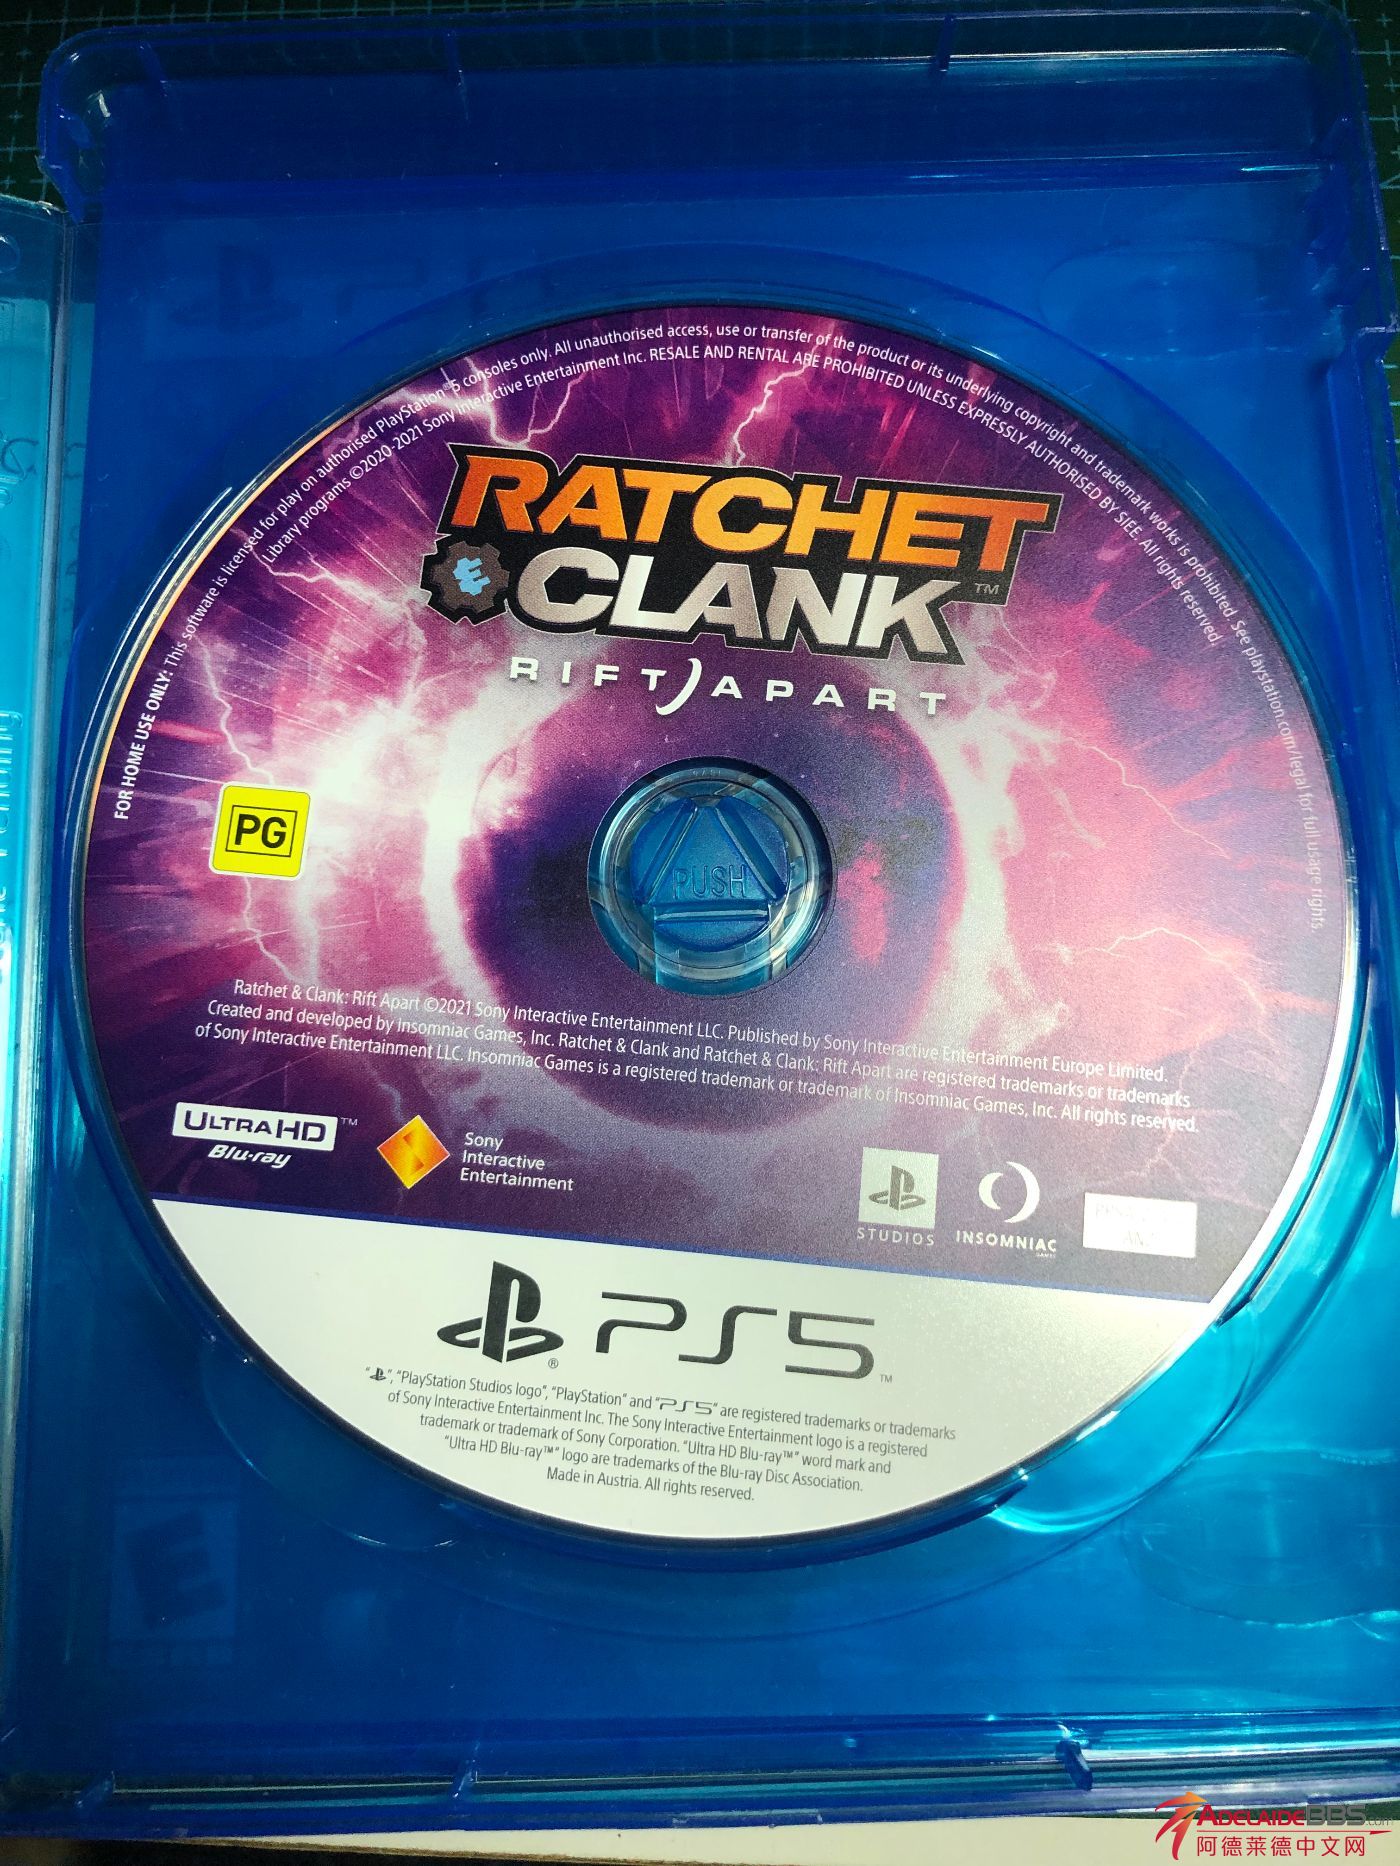 FOR HOME USE ONLY: This software is licensed for play on authorised PlayStation®5 consoles only. All unauthorised access, use or transfer of the product or its underlying copyright and trademark works is prohibited. See playstation.com/legal for full usage rights.
Library programs ©2020-2021 Sony Interactive Entertainment Inc. RESALE AND RENTAL ARE PROHIBITED UNLESS EXPRESSLY AUTHORISED BY SIEE. All rights reserved.
RATCHET
CLANK™
RIFT APART
PG
PUSH
Ratchet & Clank: Rift Apart ©2021 Sony Interactive Entertainment LLC. Published by Sony Interactive Entertainment Europe Limited.
Created and developed by Insomniac Games, Inc. Ratchet & Clank and Ratchet & Clank: Rift Apart are registered trademarks or trademarks
of Sony Interactive Entertainment LLC. Insomniac Games is a registered trademark or trademark of Insomniac Games, Inc. All rights reserved.
ULTRA HD™
Blu-ray
Sony
Interactive
Entertainment
STUDIOS
INSOMNIAC
GAMES
PS5™
®
“ ”, “PlayStation Studios logo”, “PlayStation” and “PS5” are registered trademarks or trademarks
of Sony Interactive Entertainment Inc. The Sony Interactive Entertainment logo is a registered
trademark or trademark of Sony Corporation. “Ultra HD Blu-ray™” word mark and
“Ultra HD Blu-ray™” logo are trademarks of the Blu-ray Disc Association.
Made in Austria. All rights reserved.
E
ADELAIDEBBS.com
阿德莱德中文网